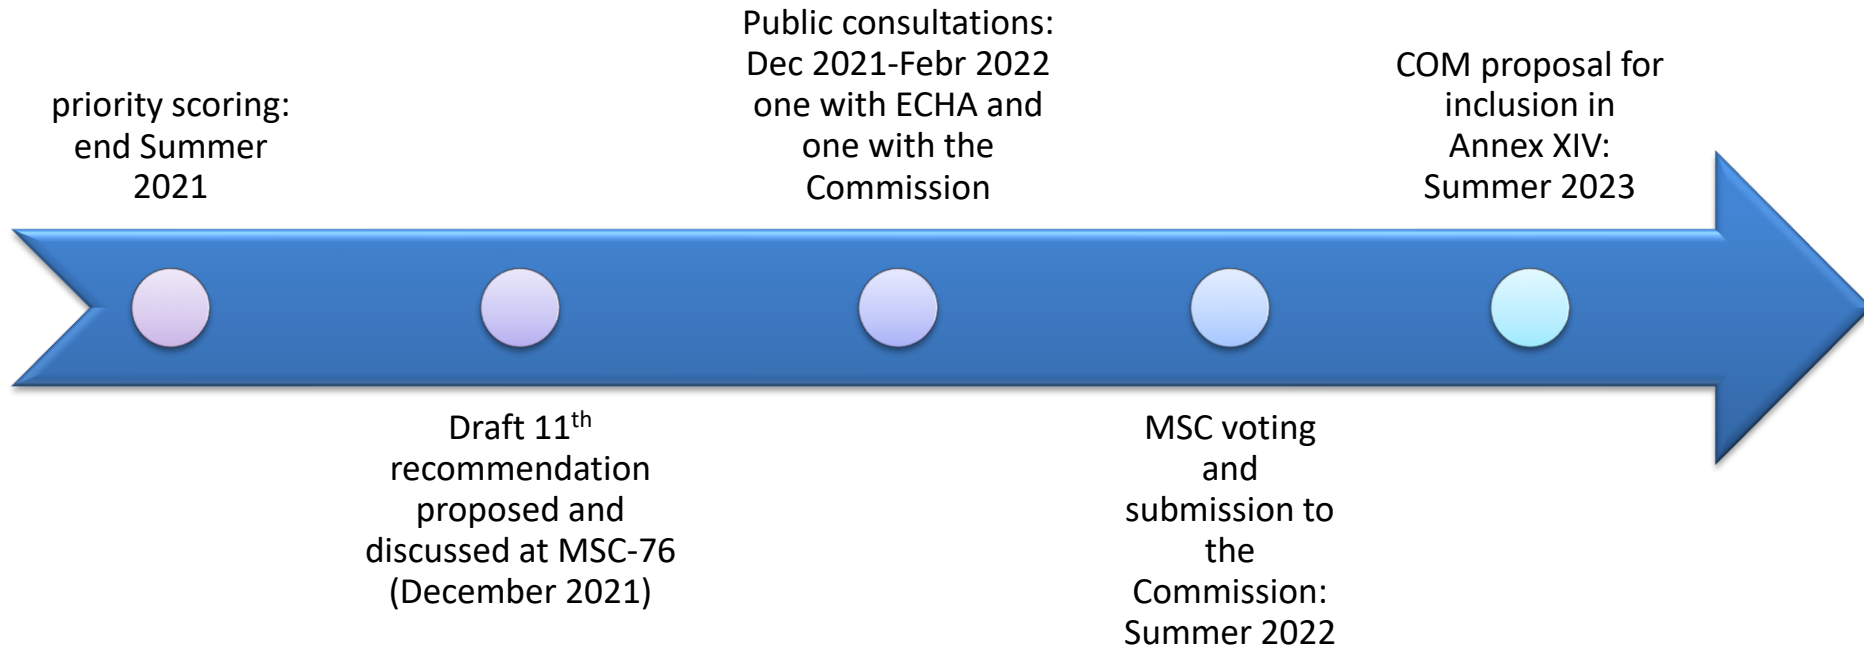 priority scoring:
end Summer
2021
Draft 11th
recommendation
proposed and
discussed at MSC-76
(December 2021)
Public consultations:
Dec 2021-Febr 2022
one with ECHA and
one with the
Commission
MSC voting
and
submission to
the
Commission:
Summer 2022
COM proposal for
inclusion in
Annex XIV:
Summer 2023